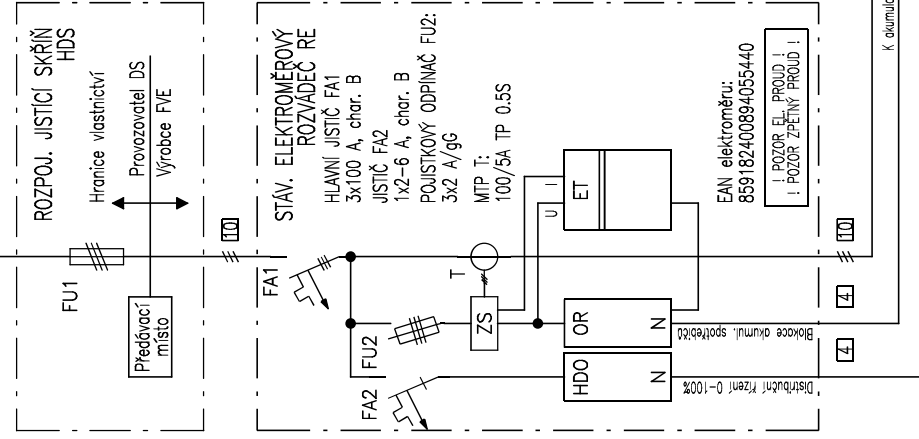 ROZPOJ. JISTÍCÍ SKŘÍŇ
HDS
Hranice vlastnictví
Provozovatel DS
Výrobce FVE
FU1
Předávací
místo
10
STÁV. ELEKTROMĚROVÝ
ROZVÁDĚČ RE
HLAVNÍ JISTIČ FA1
3x100 A, char. B
JISTIČ FA2
1x2-6 A, char. B
POJISTKOVÝ ODPÍNAČ FU2:
3x2 A/gG
MTP T:
100/5A TP 0.5S
FA1
FU2
FA2
T
ZS
U
I
ET
OR
N
HDO
N
EAN elektroměru:
859182400894055440
! POZOR EL. PROUD !
! POZOR ZPĚTNÝ PROUD !
10
4
Blokce akumul. spotřebičů
4
Distribuční řízení 0-100%